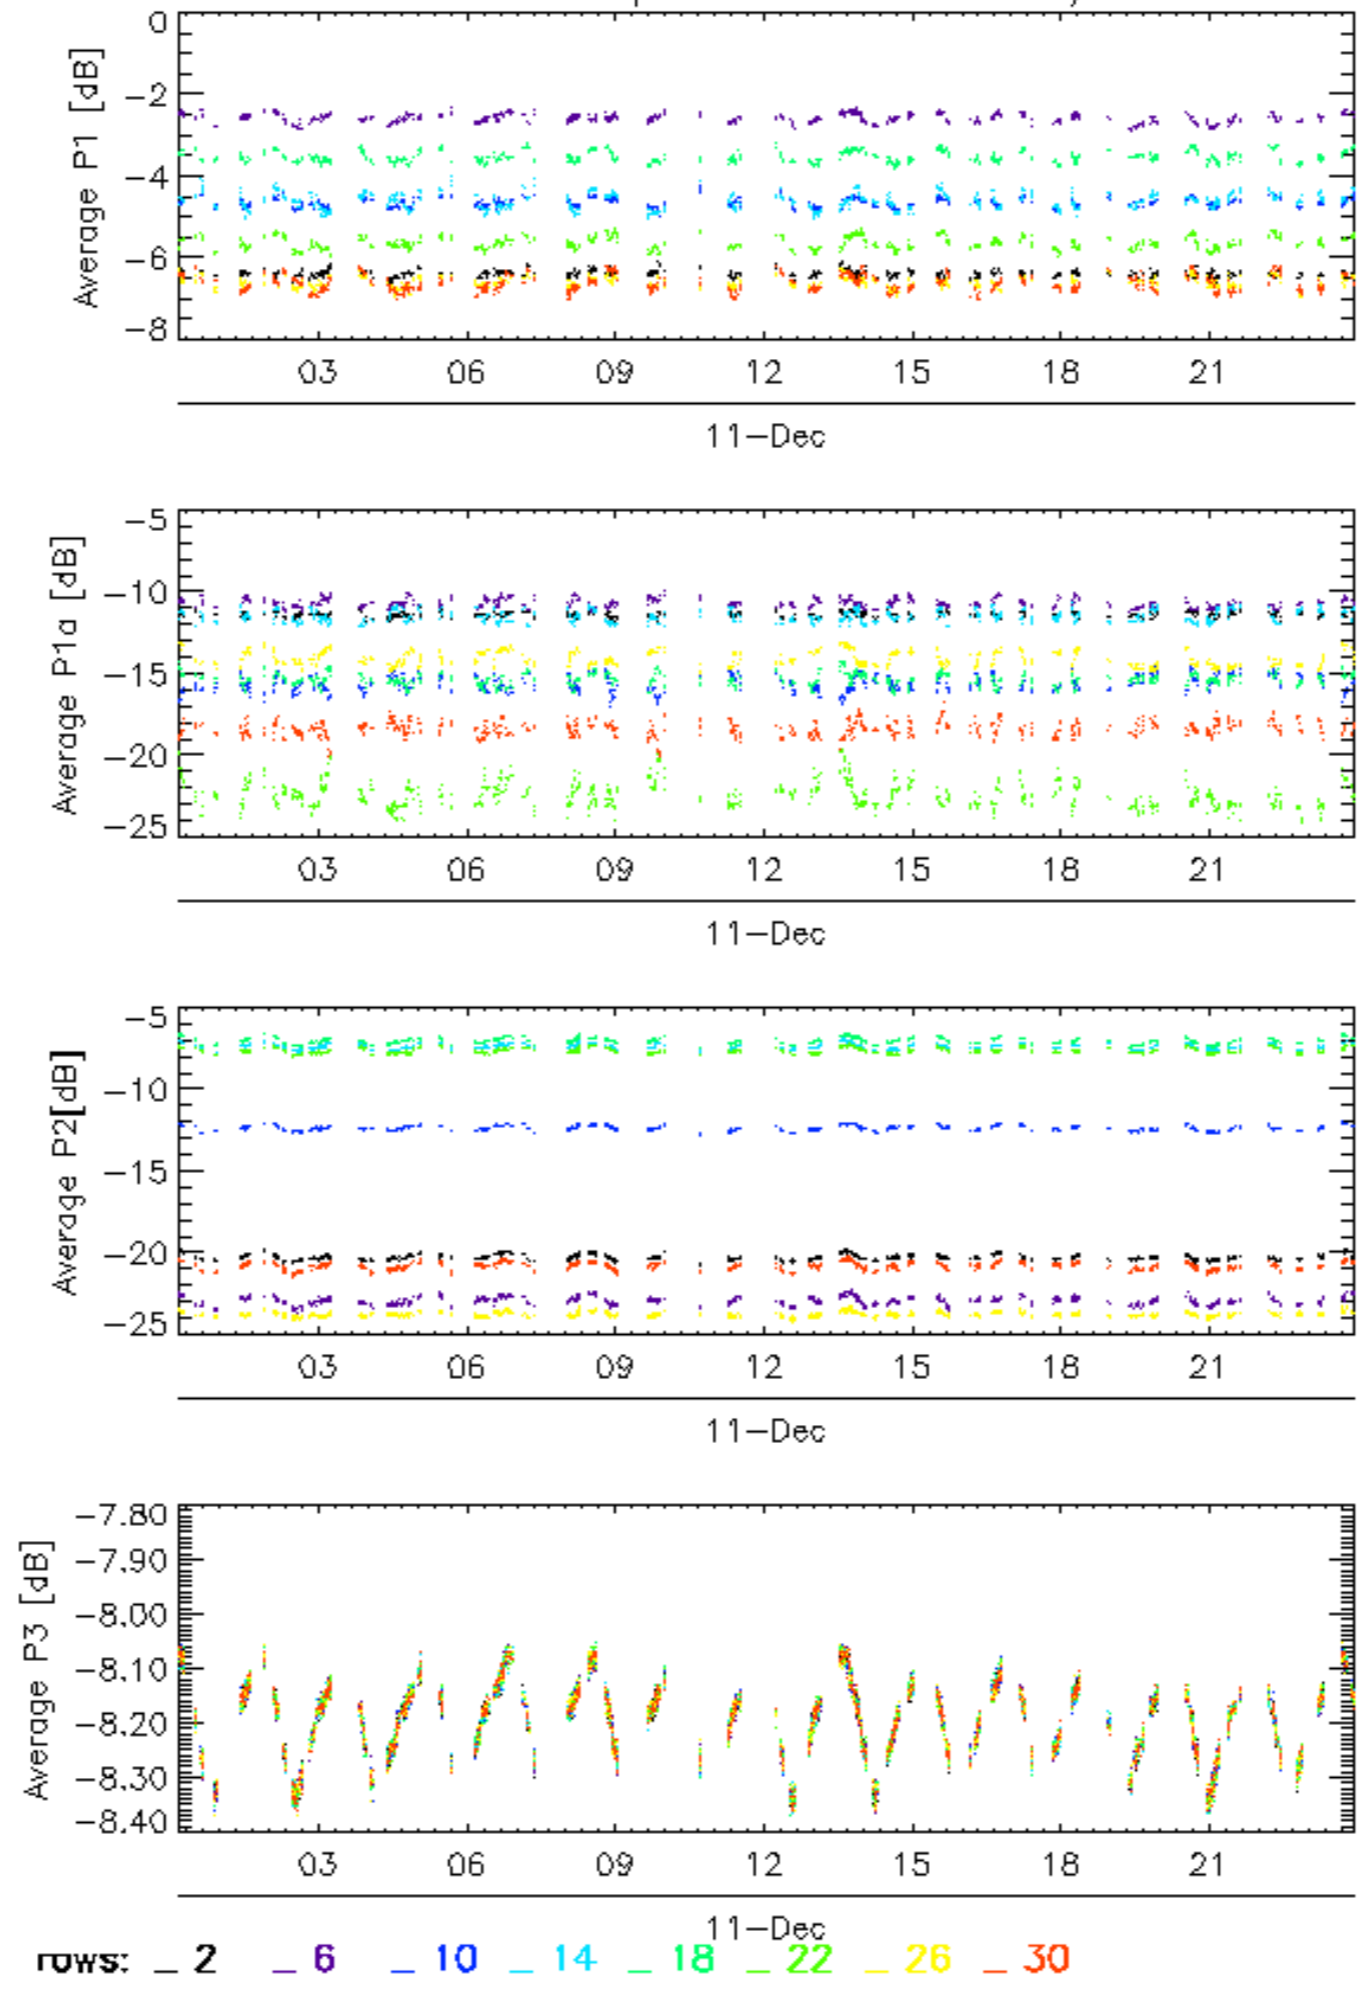 0
−2
−4
−6
−8
Average P1 [dB]
03 06 09 12 15 18 21
11−Dec
−5
−10
−15
−20
−25
Average P1a [dB]
03 06 09 12 15 18 21
11−Dec
−5
−10
−15
−20
−25
Average P2[dB]
03 06 09 12 15 18 21
11−Dec
−7.80
−7.90
−8.00
−8.10
−8.20
−8.30
−8.40
Average P3 [dB]
03 06 09 12 15 18 21
11−Dec
rows: _ 2 _ 6 _ 10 _ 14 _ 18 _ 22 _ 26 _ 30